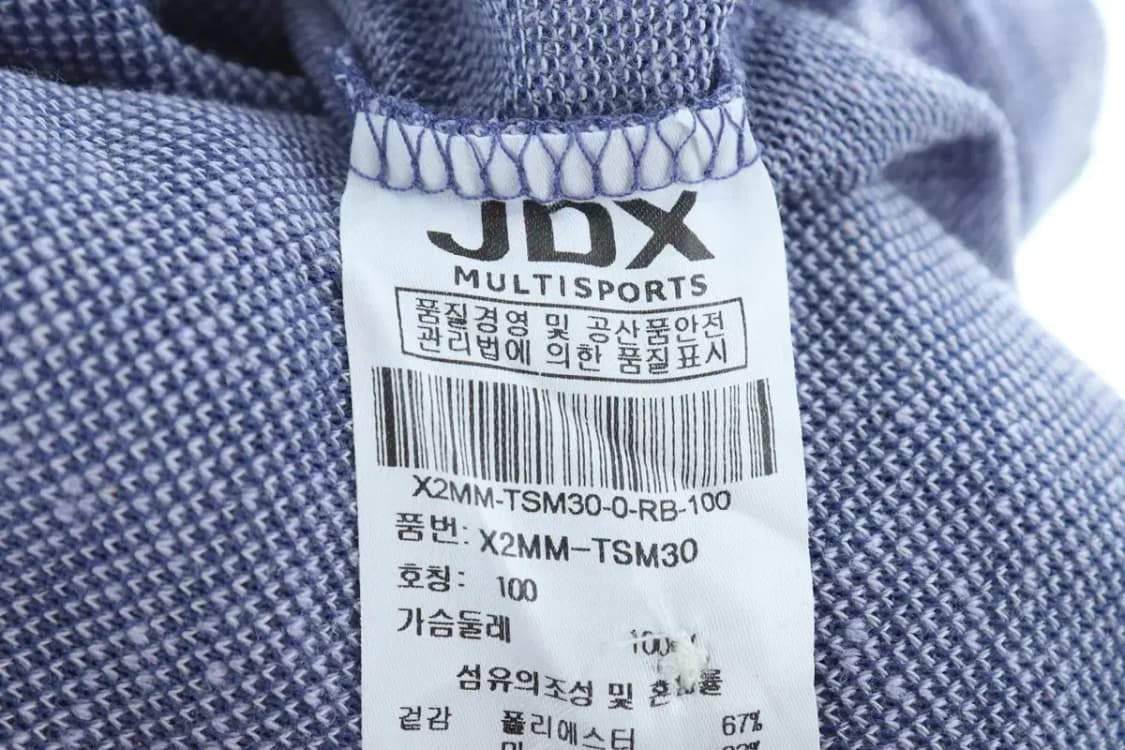 JDX
MULTISPORTS
품질경영 및 공산품안전
관리법에 의한 품질표시
X2MM-TSM30-0-RB-100
품번: X2MM-TSM30
호칭: 100
가슴둘레
섬유의조성 및
겉감 폴리에스터 67%